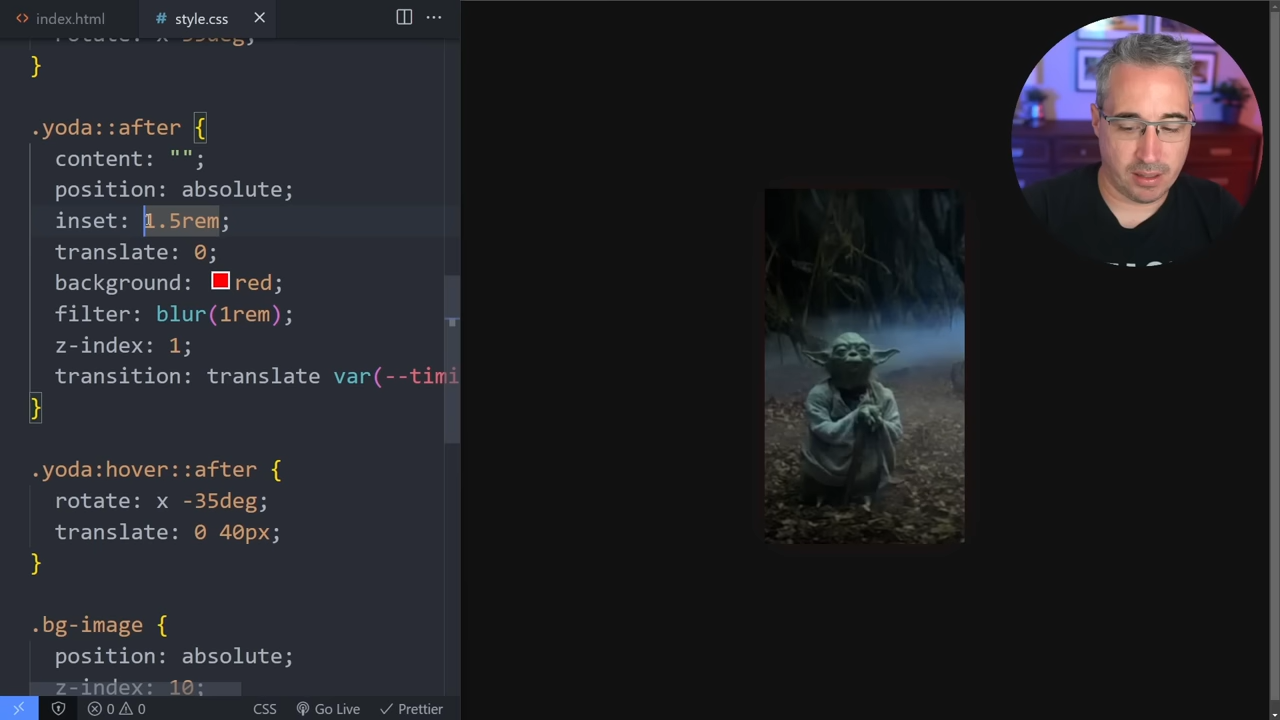 index.html
# style.css
rotate: x 35deg;
}
.yoda::after {
content: "";
position: absolute;
inset: 1.5rem;
translate: 0;
background: red;
filter: blur(1rem);
z-index: 1;
transition: translate var(--timi
}
.yoda:hover::after {
rotate: x -35deg;
translate: 0 40px;
}
.bg-image {
position: absolute;
z-index: 10;
0 0 CSS Go Live Prettier